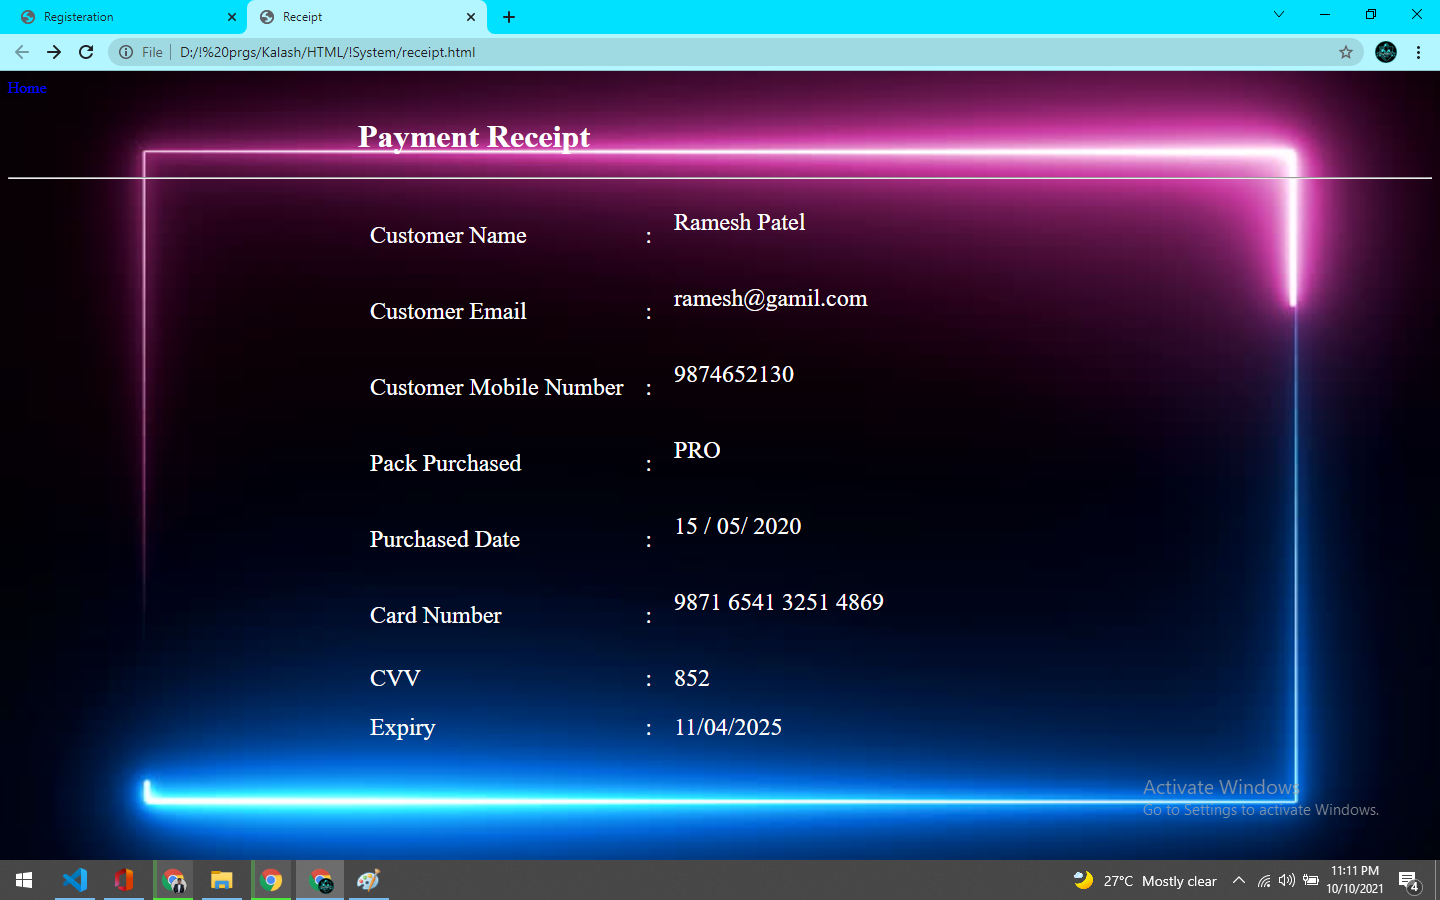 Registeration
Receipt
File
D:/!%20prgs/Kalash/HTML/!System/receipt.html
Home
Payment Receipt
Customer Name : Ramesh Patel
Customer Email : ramesh@gamil.com
Customer Mobile Number : 9874652130
Pack Purchased : PRO
Purchased Date : 15 / 05/ 2020
Card Number : 9871 6541 3251 4869
CVV : 852
Expiry : 11/04/2025
Activate Windows
Go to Settings to activate Windows.
27°C Mostly clear
11:11 PM
10/10/2021
4